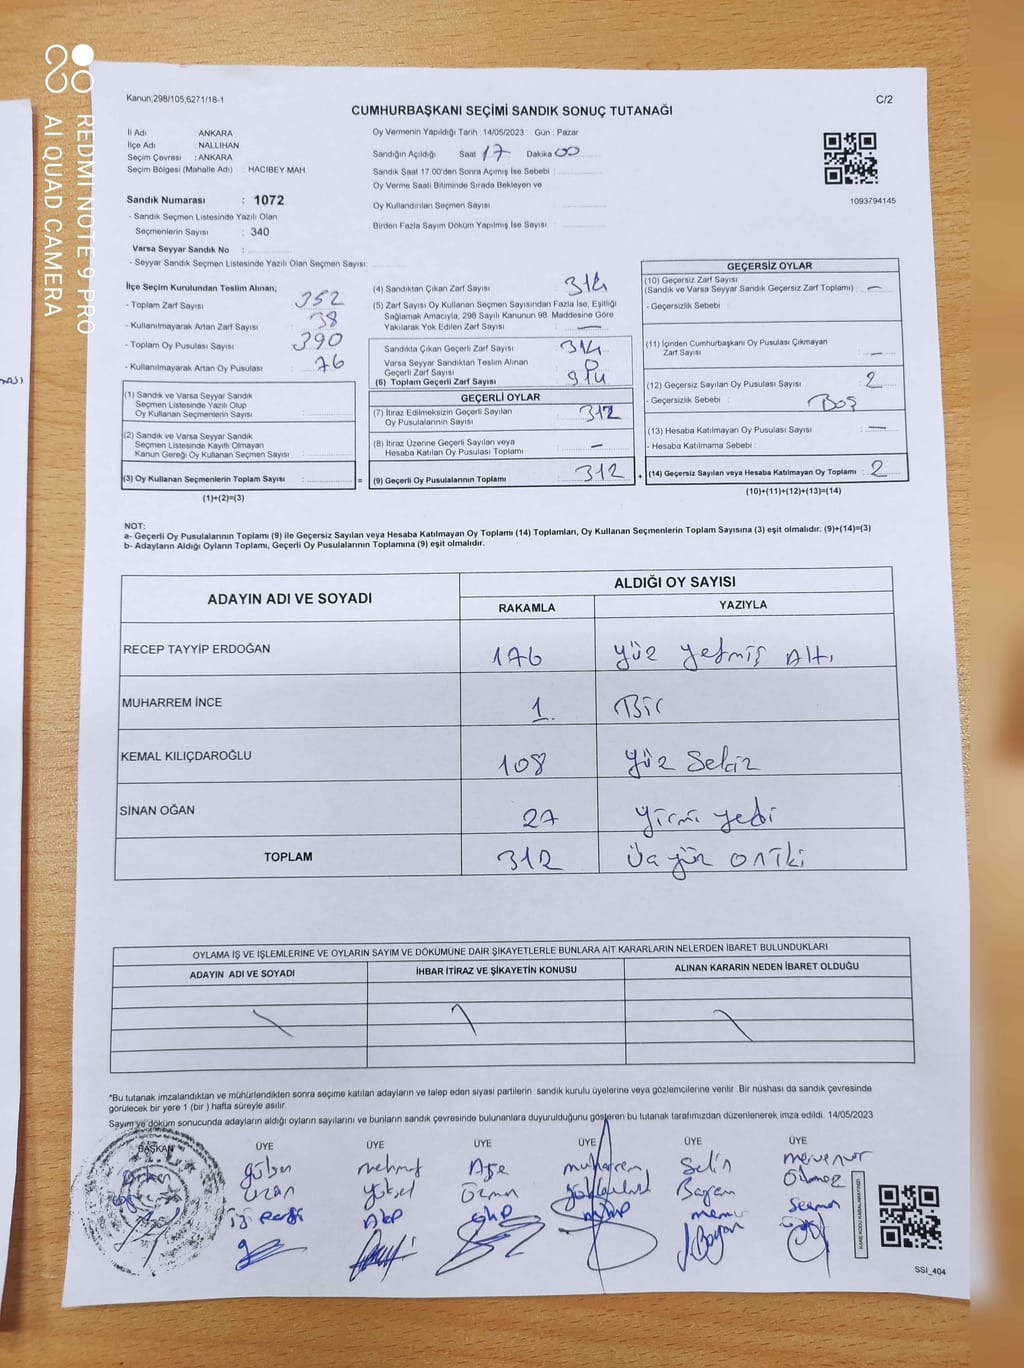 Kanun;298/105;6271/18-1
C/2
CUMHURBAŞKANI SEÇİMİ SANDIK SONUÇ TUTANAĞI
İl Adı : ANKARA
İlçe Adı : NALLIHAN
Seçim Çevresi : ANKARA
Seçim Bölgesi (Mahalle Adı) : HACIBEY MAH.
Sandık Numarası : 1072
- Sandık Seçmen Listesinde Yazılı Olan
Seçmenlerin Sayısı : 340
Varsa Seyyar Sandık No :
- Seyyar Sandık Seçmen Listesinde Yazılı Olan Seçmen Sayısı:
Oy Vermenin Yapıldığı Tarih :14/05/2023 Gün : Pazar
Sandığın Açıldığı Saat 17 Dakika 00
Sandık Saat 17:00'den Sonra Açımış İse Sebebi :
Oy Verme Saati Bitiminde Sırada Bekleyen ve
Oy Kullandırılan Seçmen Sayısı
Birden Fazla Sayım Döküm Yapılmış İse Sayısı
1093794145
İlçe Seçim Kurulundan Teslim Alınan;
- Toplam Zarf Sayısı 352
- Kullanılmayarak Artan Zarf Sayısı 38
- Toplam Oy Pusulası Sayısı 390
- Kullanılmayarak Artan Oy Pusulası 76
(1) Sandık ve Varsa Seyyar Sandık
Seçmen Listesinde Yazılı Olup
Oy Kullanan Seçmenlerin Sayısı
(2) Sandık ve Varsa Seyyar Sandık
Seçmen Listesinde Kayıtlı Olmayan
Kanun Gereği Oy Kullanan Seçmen Sayısı
(3) Oy Kullanan Seçmenlerin Toplam Sayısı =
(1)+(2)=(3)
(4) Sandıktan Çıkan Zarf Sayısı 314
(5) Zarf Sayısı Oy Kullanan Seçmen Sayısından Fazla İse, Eşitliği
Sağlamak Amacıyla; 298 Sayılı Kanunun 98. Maddesine Göre
Yakılarak Yok Edilen Zarf Sayısı —
Sandıkta Çıkan Geçerli Zarf Sayısı 314
Varsa Seyyar Sandıktan Teslim Alınan
Geçerli Zarf Sayısı 0
(6) Toplam Geçerli Zarf Sayısı 314
GEÇERLİ OYLAR
(7) İtiraz Edilmeksizin Geçerli Sayılan
Oy Pusulalarının Sayısı 312
(8) İtiraz Üzerine Geçerli Sayılan veya
Hesaba Katılan Oy Pusulası Toplamı —
(9) Geçerli Oy Pusulalarının Toplamı 312 +
GEÇERSİZ OYLAR
(10) Geçersiz Zarf Sayısı
(Sandık ve Varsa Seyyar Sandık Geçersiz Zarf Toplamı) : —
- Geçersizlik Sebebi :
(11) İçinden Cumhurbaşkanı Oy Pusulası Çıkmayan
Zarf Sayısı —
(12) Geçersiz Sayılan Oy Pusulası Sayısı 2
- Geçersizlik Sebebi : Boş
(13) Hesaba Katılmayan Oy Pusulası Sayısı : —
- Hesaba Katılmama Sebebi :
(14) Geçersiz Sayılan veya Hesaba Katılmayan Oy Toplamı : 2
(10)+(11)+(12)+(13)=(14)
NOT:
a- Geçerli Oy Pusulalarının Toplamı (9) ile Geçersiz Sayılan veya Hesaba Katılmayan Oy Toplamı (14) Toplamları, Oy Kullanan Seçmenlerin Toplam Sayısına (3) eşit olmalıdır. (9)+(14)=(3)
b- Adayların Aldığı Oyların Toplamı, Geçerli Oy Pusulalarının Toplamına (9) eşit olmalıdır.
ADAYIN ADI VE SOYADI ALDIĞI OY SAYISI
RAKAMLA YAZIYLA
RECEP TAYYİP ERDOĞAN 176 Yüz Yetmiş Altı
MUHARREM İNCE 1 Bir
KEMAL KILIÇDAROĞLU 108 Yüz Sekiz
SİNAN OĞAN 27 Yirmi yedi
TOPLAM 312 Üç yüz oniki
OYLAMA İŞ VE İŞLEMLERİNE VE OYLARIN SAYIM VE DÖKÜMÜNE DAİR ŞİKAYETLERLE BUNLARA AİT KARARLARIN NELERDEN İBARET BULUNDUKLARI
ADAYIN ADI VE SOYADI İHBAR İTİRAZ VE ŞİKAYETİN KONUSU ALINAN KARARIN NEDEN İBARET OLDUĞU
*Bu tutanak imzalandıktan ve mühürlendikten sonra seçime katılan adayların ve talep eden siyasi partilerin sandık kurulu üyelerine veya gözlemcilerine verilir. Bir nüshası da sandık çevresinde
görülecek bir yere 1 (bir) hafta süreyle asılır.
Sayım ve döküm sonucunda adayların aldığı oyların sayılarını ve bunların sandık çevresinde bulunanlara duyurulduğunu gösteren bu tutanak tarafımızdan düzenlenerek imza edildi. 14/05/2023
BAŞKAN ÜYE ÜYE ÜYE ÜYE ÜYE ÜYE
Mehmet Ayşe Muharrem Selin Mervenur
Yüksel Bayan
iyi parti AKP CHP MHP memur
KARE KODU KARALAMAYINIZ!
SSİ_404
REDMI NOTE 9 PRO
AI QUAD CAMERA